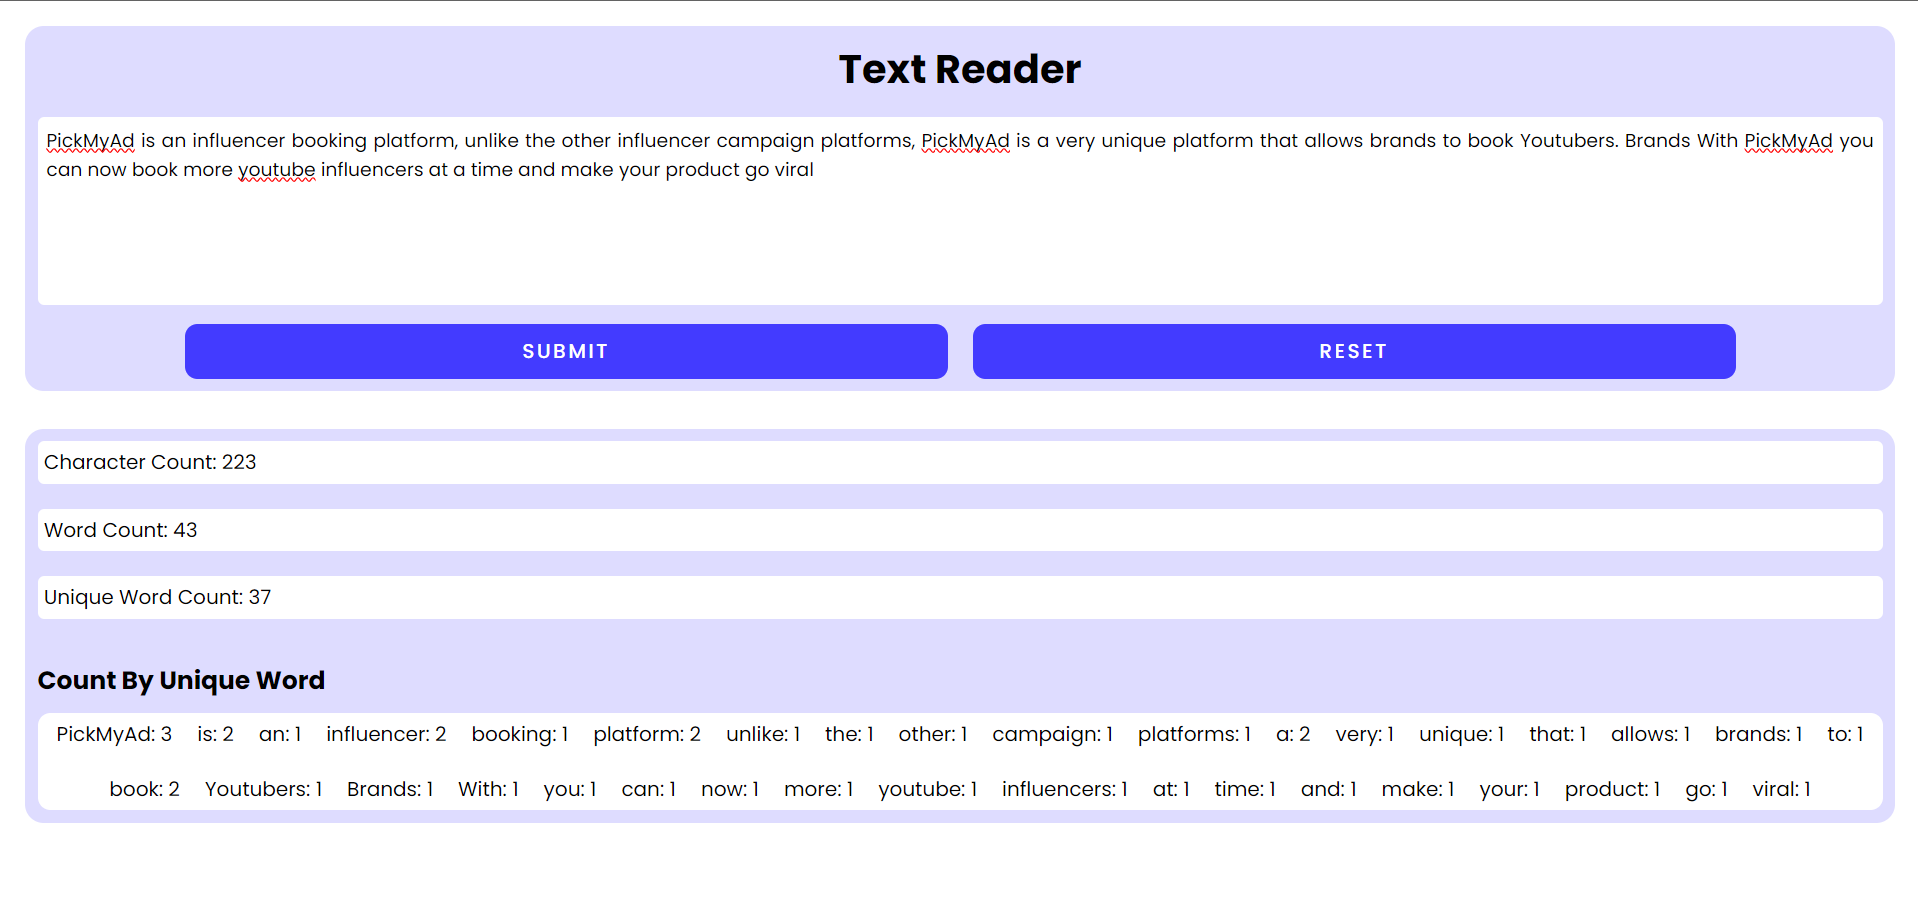 Text Reader
PickMyAd is an influencer booking platform, unlike the other influencer campaign platforms, PickMyAd is a very unique platform that allows brands to book Youtubers. Brands With PickMyAd you
can now book more youtube influencers at a time and make your product go viral
SUBMIT RESET
Character Count: 223
Word Count: 43
Unique Word Count: 37
Count By Unique Word
PickMyAd: 3 is: 2 an: 1 influencer: 2 booking: 1 platform: 2 unlike: 1 the: 1 other: 1 campaign: 1 platforms: 1 a: 2 very: 1 unique: 1 that: 1 allows: 1 brands: 1 to: 1
book: 2 Youtubers: 1 Brands: 1 With: 1 you: 1 can: 1 now: 1 more: 1 youtube: 1 influencers: 1 at: 1 time: 1 and: 1 make: 1 your: 1 product: 1 go: 1 viral: 1